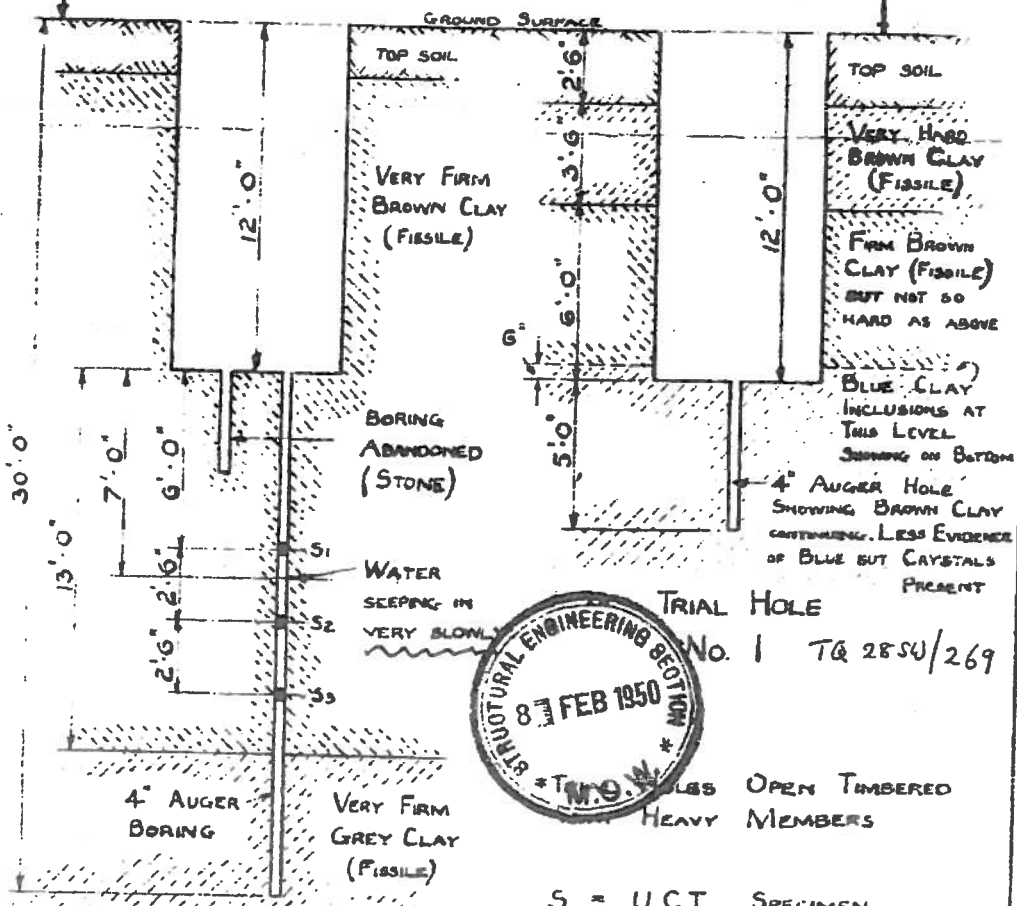 GROUND SURFACE
TOP SOIL
12'.0"
VERY FIRM
BROWN CLAY
(FISSILE)
30'.0"
13'.0"
7'.0"
6'.0"
2'.6"
2'.6"
BORING
ABANDONED
(STONE)
S1
WATER
SEEPING IN
VERY SLOWLY
S2
S3
4" AUGER
BORING
VERY FIRM
GREY CLAY
(FISSILE)
2'.6"
3'.6"
6'.0"
6"
5'.0"
12'.0"
TOP SOIL
VERY HARD
BROWN CLAY
(FISSILE)
FIRM BROWN
CLAY (FISSILE)
BUT NOT SO
HARD AS ABOVE
BLUE CLAY
INCLUSIONS AT
THIS LEVEL
SHOWING ON BOTTOM
4" AUGER HOLE
SHOWING BROWN CLAY
CONTINUING. LESS EVIDENCE
OF BLUE BUT CRYSTALS
PRESENT
TRIAL HOLE
No. 1 TQ 28SW/269
STRUCTURAL ENGINEERING SECTION
FEB 1950
* M.O.W. *
OPEN TIMBERED
HEAVY MEMBERS
S = U.C.T. SPECIMEN